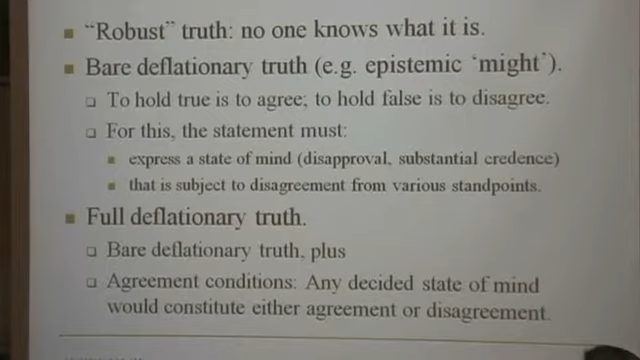 "Robust" truth: no one knows what it is.
Bare deflationary truth (e.g. epistemic 'might').
To hold true is to agree; to hold false is to disagree.
For this, the statement must:
express a state of mind (disapproval, substantial credence)
that is subject to disagreement from various standpoints.
Full deflationary truth.
Bare deflationary truth, plus
Agreement conditions: Any decided state of mind
would constitute either agreement or disagreement.